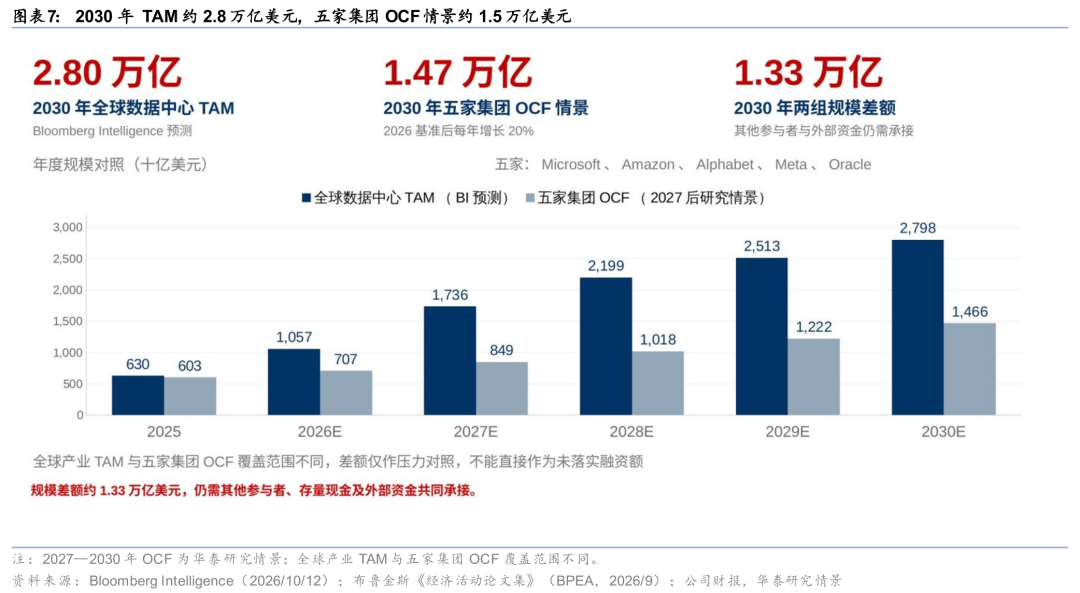 图表7： 2030 年 TAM 约 2.8 万亿美元，五家集团 OCF 情景约 1.5 万亿美元
2.80 万亿
1.47 万亿
1.33 万亿
2030 年全球数据中心 TAM
2030 年五家集团 OCF 情景
2030 年两组规模差额
Bloomberg Intelligence 预测
2026 基准后每年增长 20%
其他参与者与外部资金仍需承接
年度规模对照（十亿美元）
五家： Microsoft、 Amazon、 Alphabet、 Meta、 Oracle
全球数据中心 TAM （ BI 预测）
五家集团 OCF （ 2027 后研究情景）
3,000
2,500
2,000
1,500
1,000
500
0
630
603
1,057
707
1,736
849
2,199
1,018
2,513
1,222
2,798
1,466
2025
2026E
2027E
2028E
2029E
2030E
全球产业 TAM 与五家集团 OCF 覆盖范围不同，差额仅作压力对照，不能直接作为未落实融资额
规模差额约 1.33 万亿美元，仍需其他参与者、存量现金及外部资金共同承接。
注：2027—2030 年 OCF 为华泰研究情景；全球产业 TAM 与五家集团 OCF 覆盖范围不同。
资料来源：Bloomberg Intelligence（2026/10/12）；布鲁金斯《经济活动论文集》（BPEA，2026/9）；公司财报，华泰研究情景